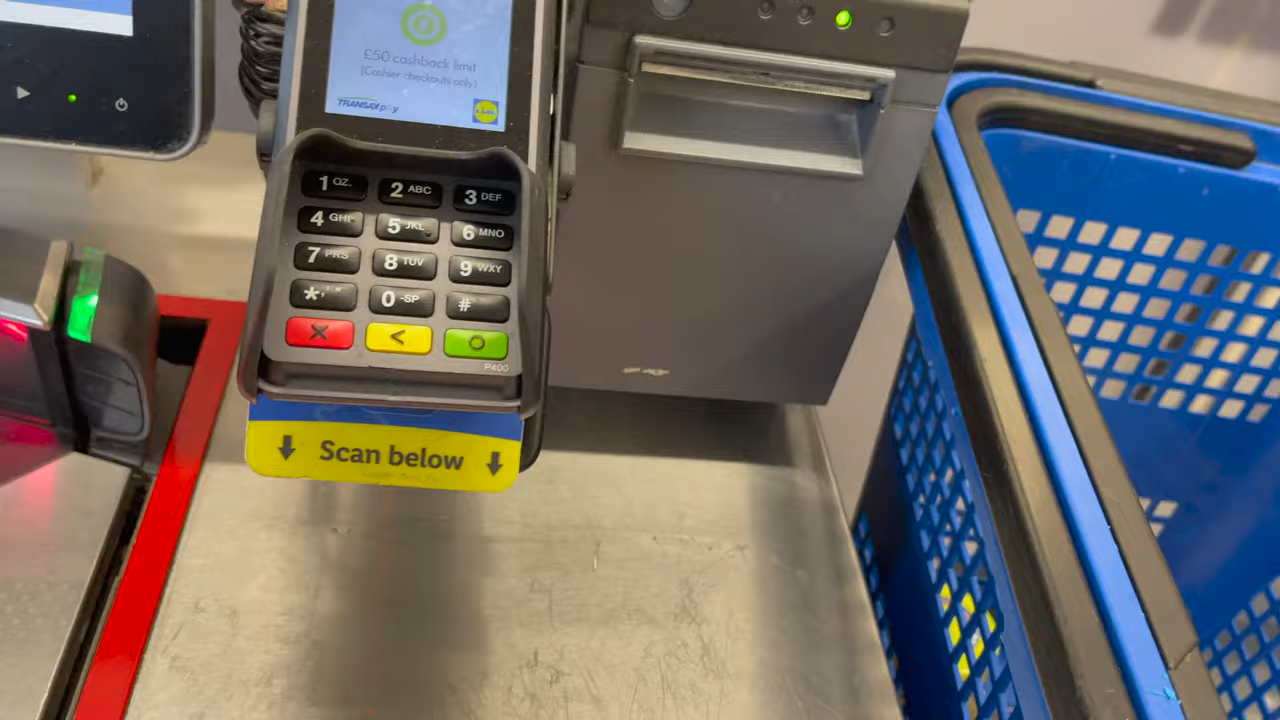 £50 cashback limit
(Cashier checkouts only)
TRANSAX pay
1 OZ.
2 ABC
3 DEF
4 GHI
5 JKL
6 MNO
7 PRS
8 TUV
9 WXY
*,'"
0 -SP
#
P400
Scan below